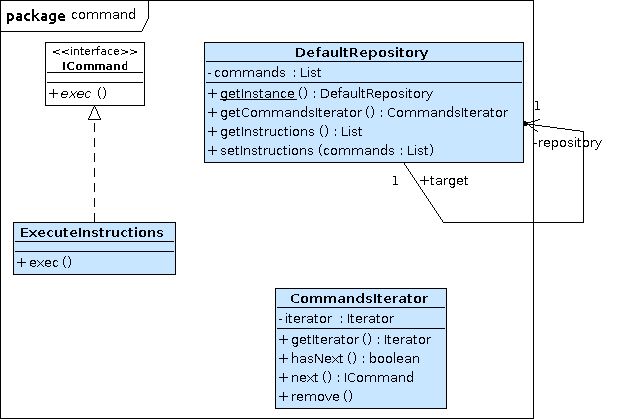 package command
<<interface>>
ICommand
+ exec ()
DefaultRepository
- commands : List
+ getInstance () : DefaultRepository
+ getCommandsIterator () : CommandsIterator
+ getInstructions () : List
+ setInstructions (commands : List)
1
-repository
1
+target
ExecuteInstructions
+ exec ()
CommandsIterator
- iterator : Iterator
+ getIterator () : Iterator
+ hasNext () : boolean
+ next () : ICommand
+ remove ()